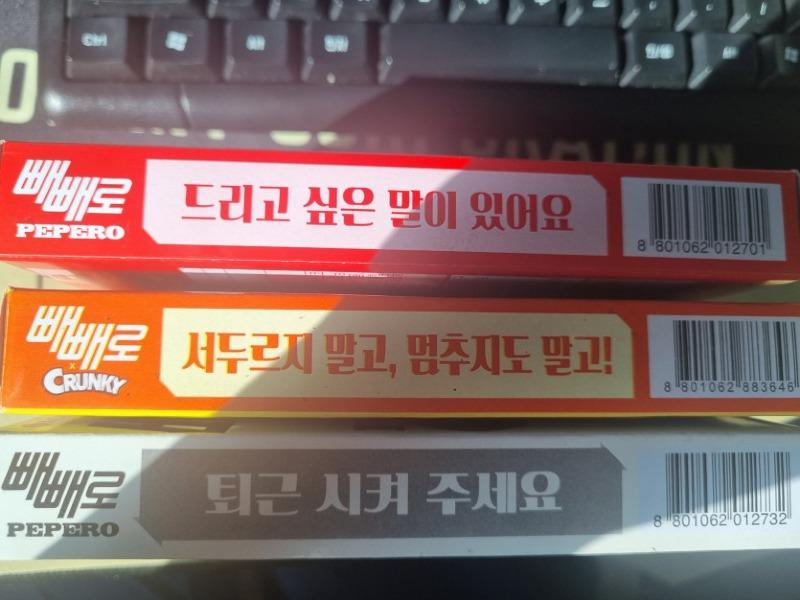 Ctrl
빼빼로
PEPERO
드리고 싶은 말이 있어요
8 801062 012701
빼빼로
x
CRUNKY
서두르지 말고, 멈추지도 말고!
8 801062 883646
빼빼로
PEPERO
퇴근 시켜 주세요
8 801062 012732